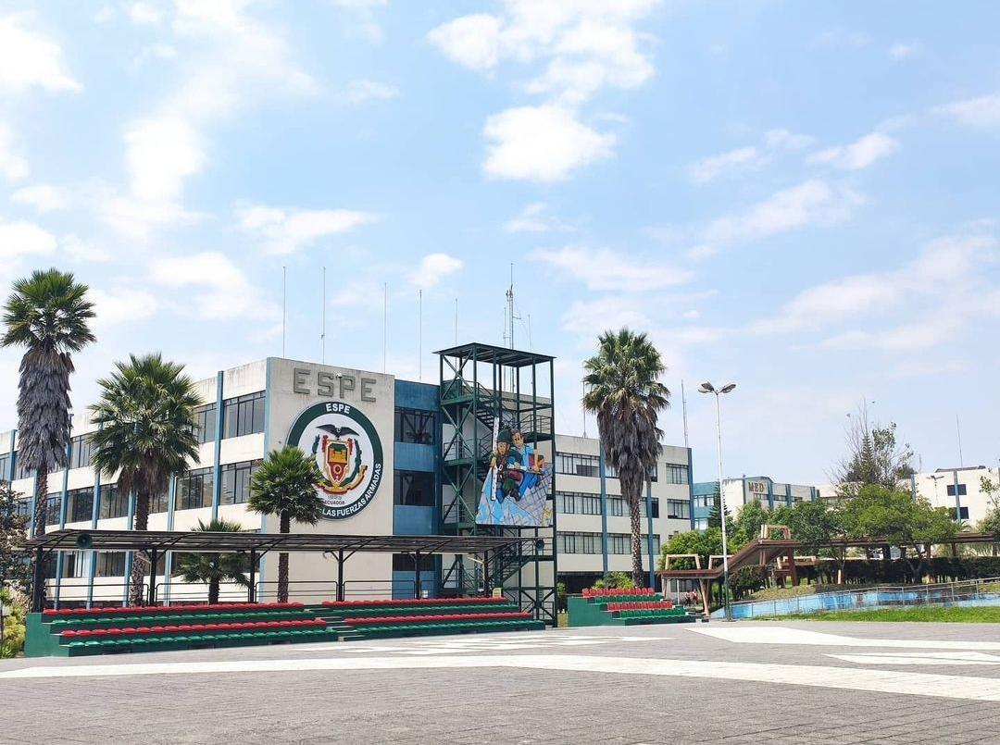 ESPE
ESPE
ECUADOR
LAS FUERZAS ARMADAS
MED